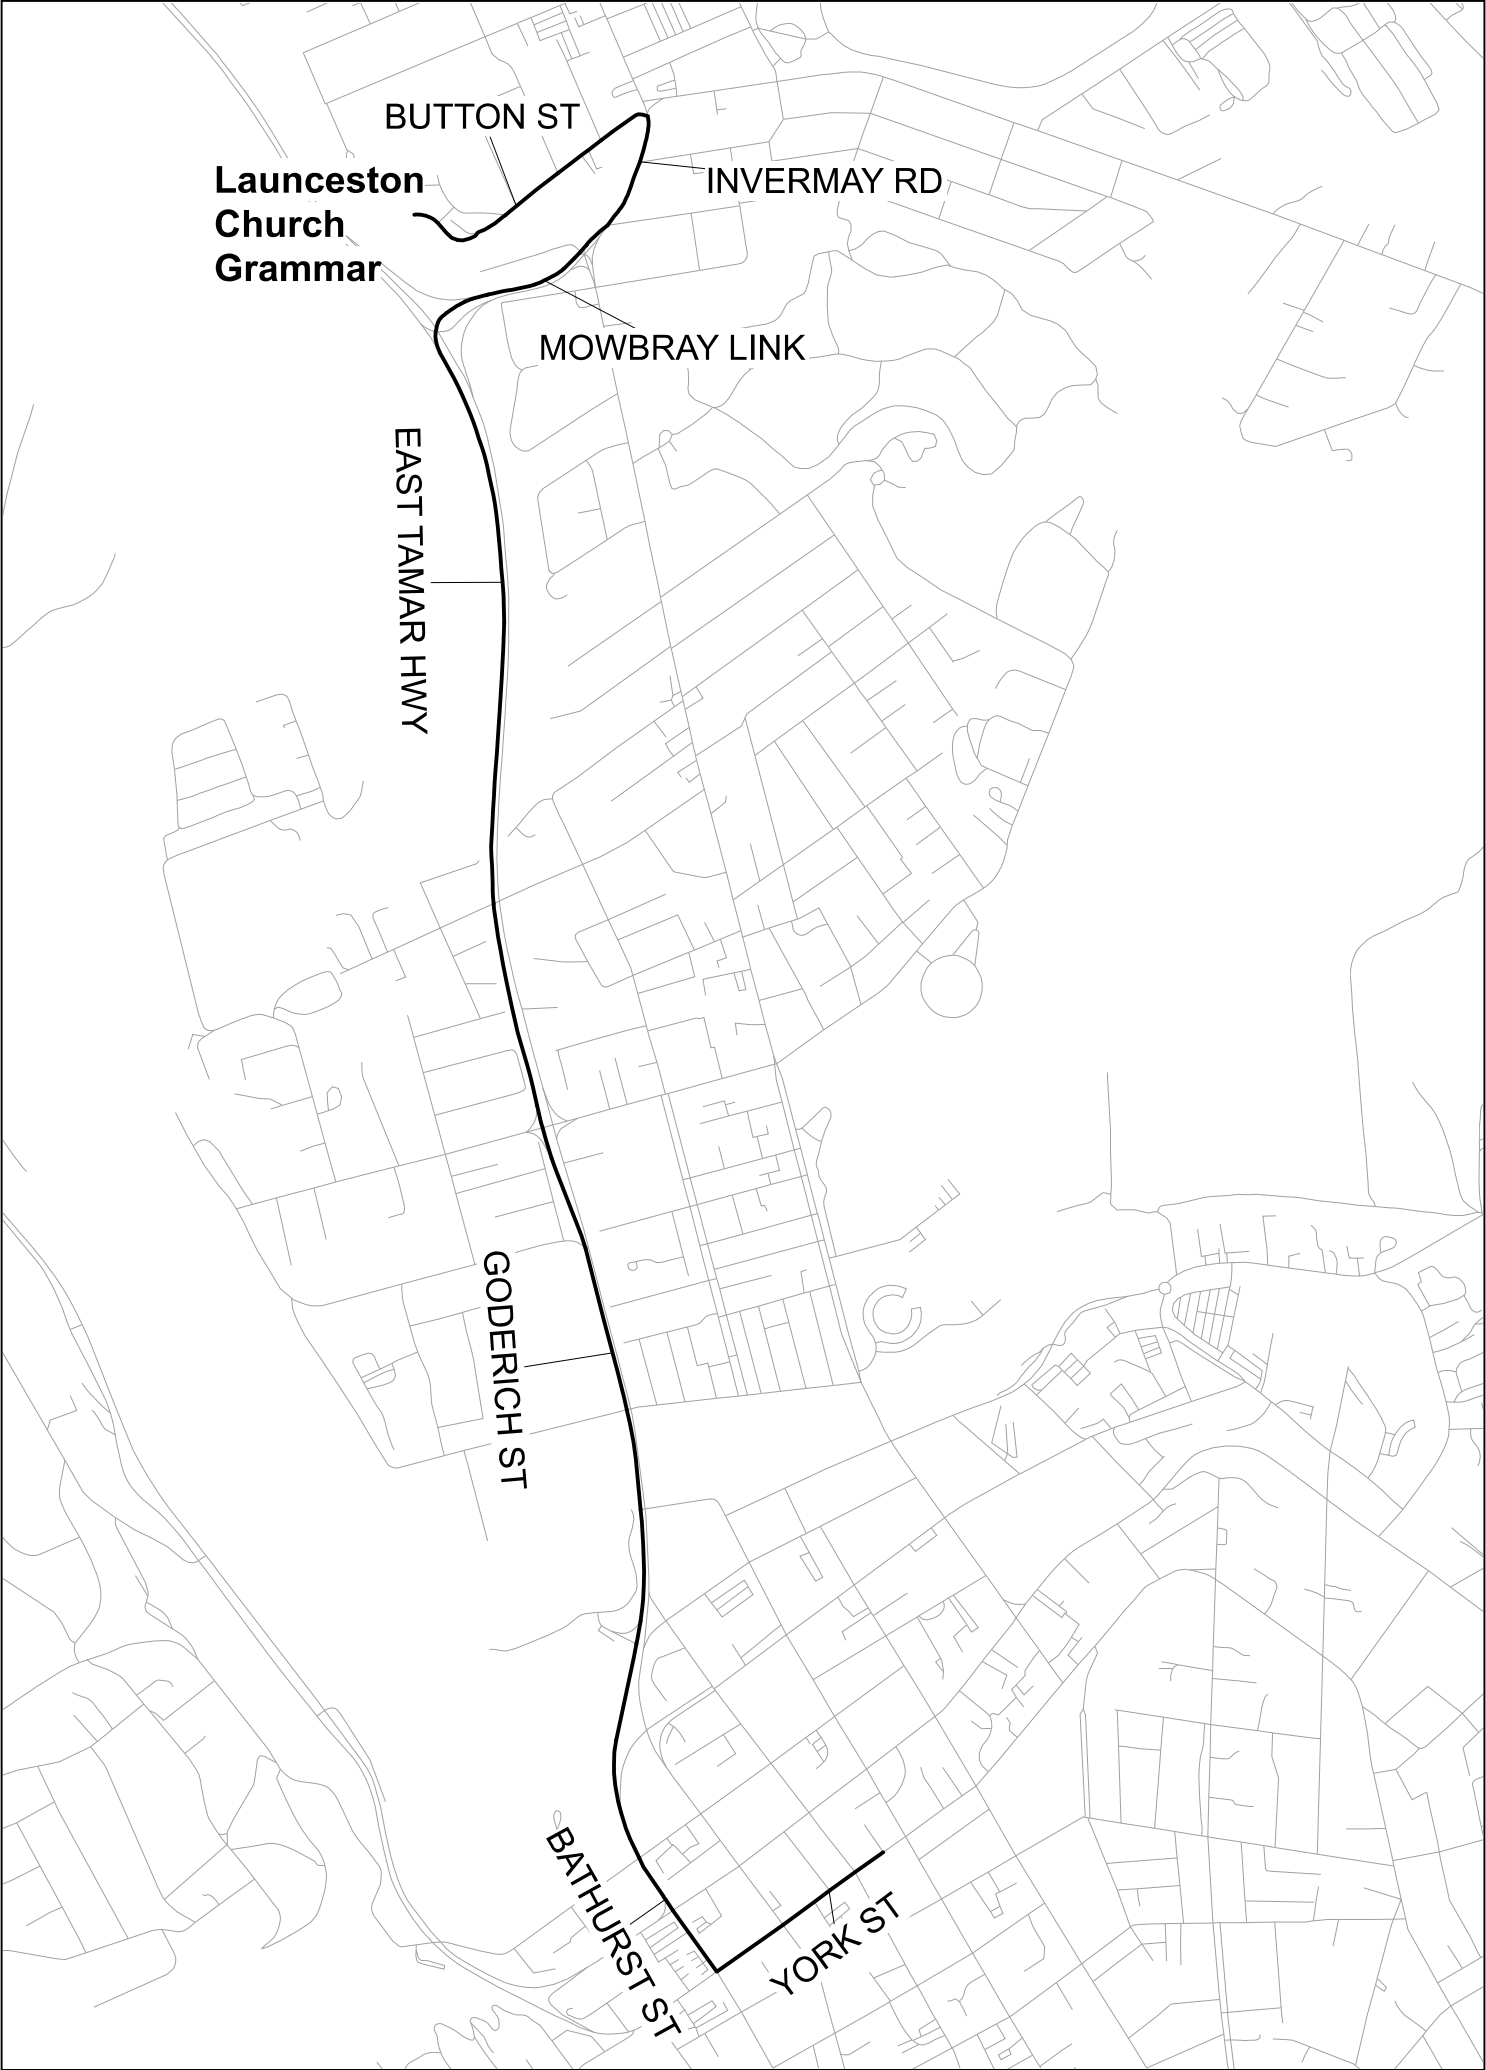 BUTTON ST
Launceston
Church
Grammar
INVERMAY RD
MOWBRAY LINK
EAST TAMAR HWY
GODERICH ST
BATHURST ST
YORK ST